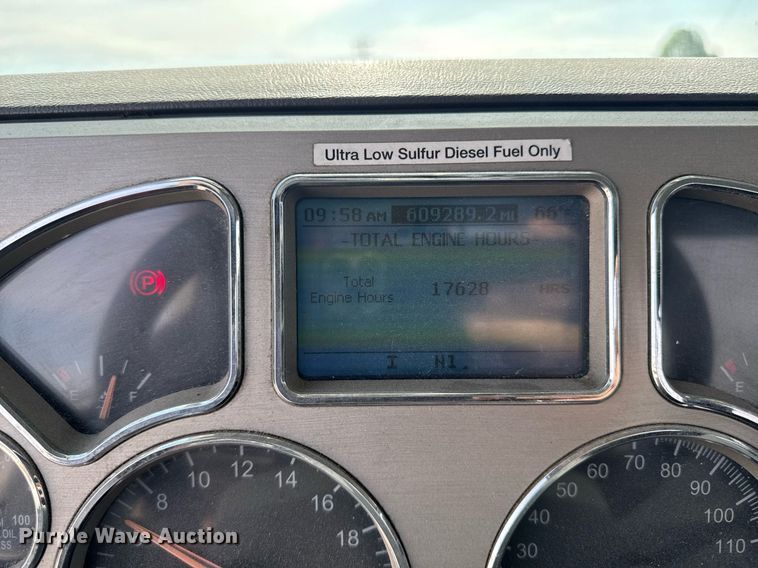 Ultra Low Sulfur Diesel Fuel Only
09:58 AM 609289.2 MI 66°F
-TOTAL ENGINE HOURS-
Total
Engine Hours 17628 HRS
I N1
E F
E
8 10 12 14 16 18
30 50 60 70 80 90 100 110
100
OIL
Purple Wave Auction